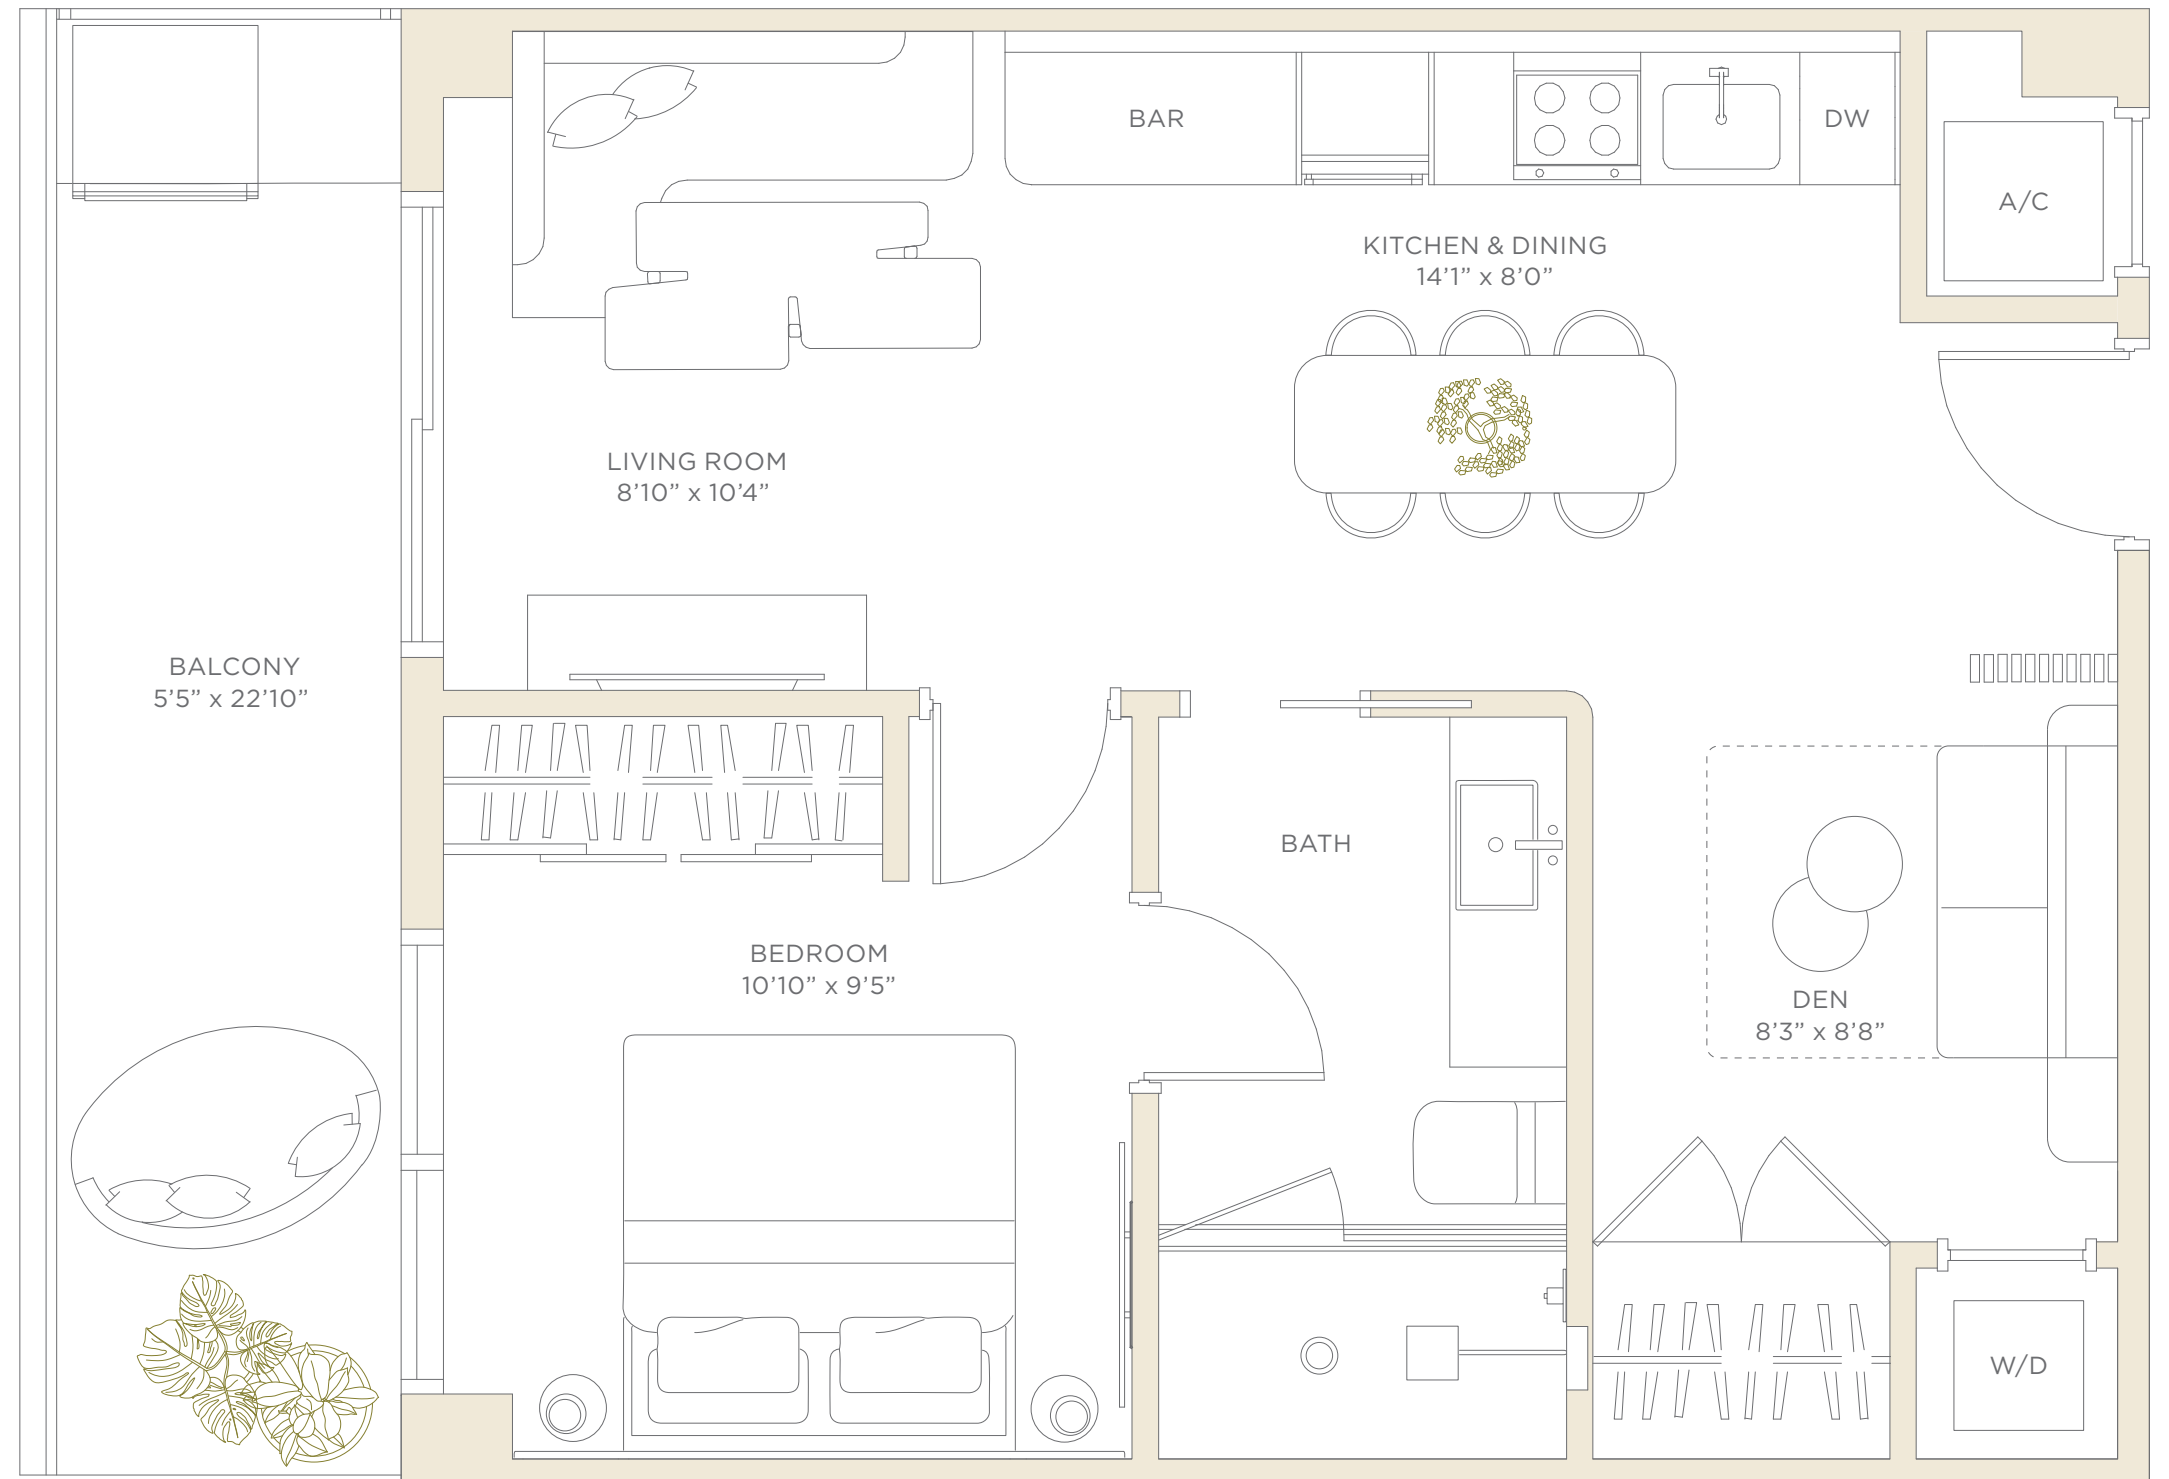 BAR
DW
A/C
KITCHEN & DINING
14’1” x 8’0”
LIVING ROOM
8’10” x 10’4”
BALCONY
5’5” x 22’10”
BATH
BEDROOM
10’10” x 9’5”
DEN
8’3” x 8’8”
W/D